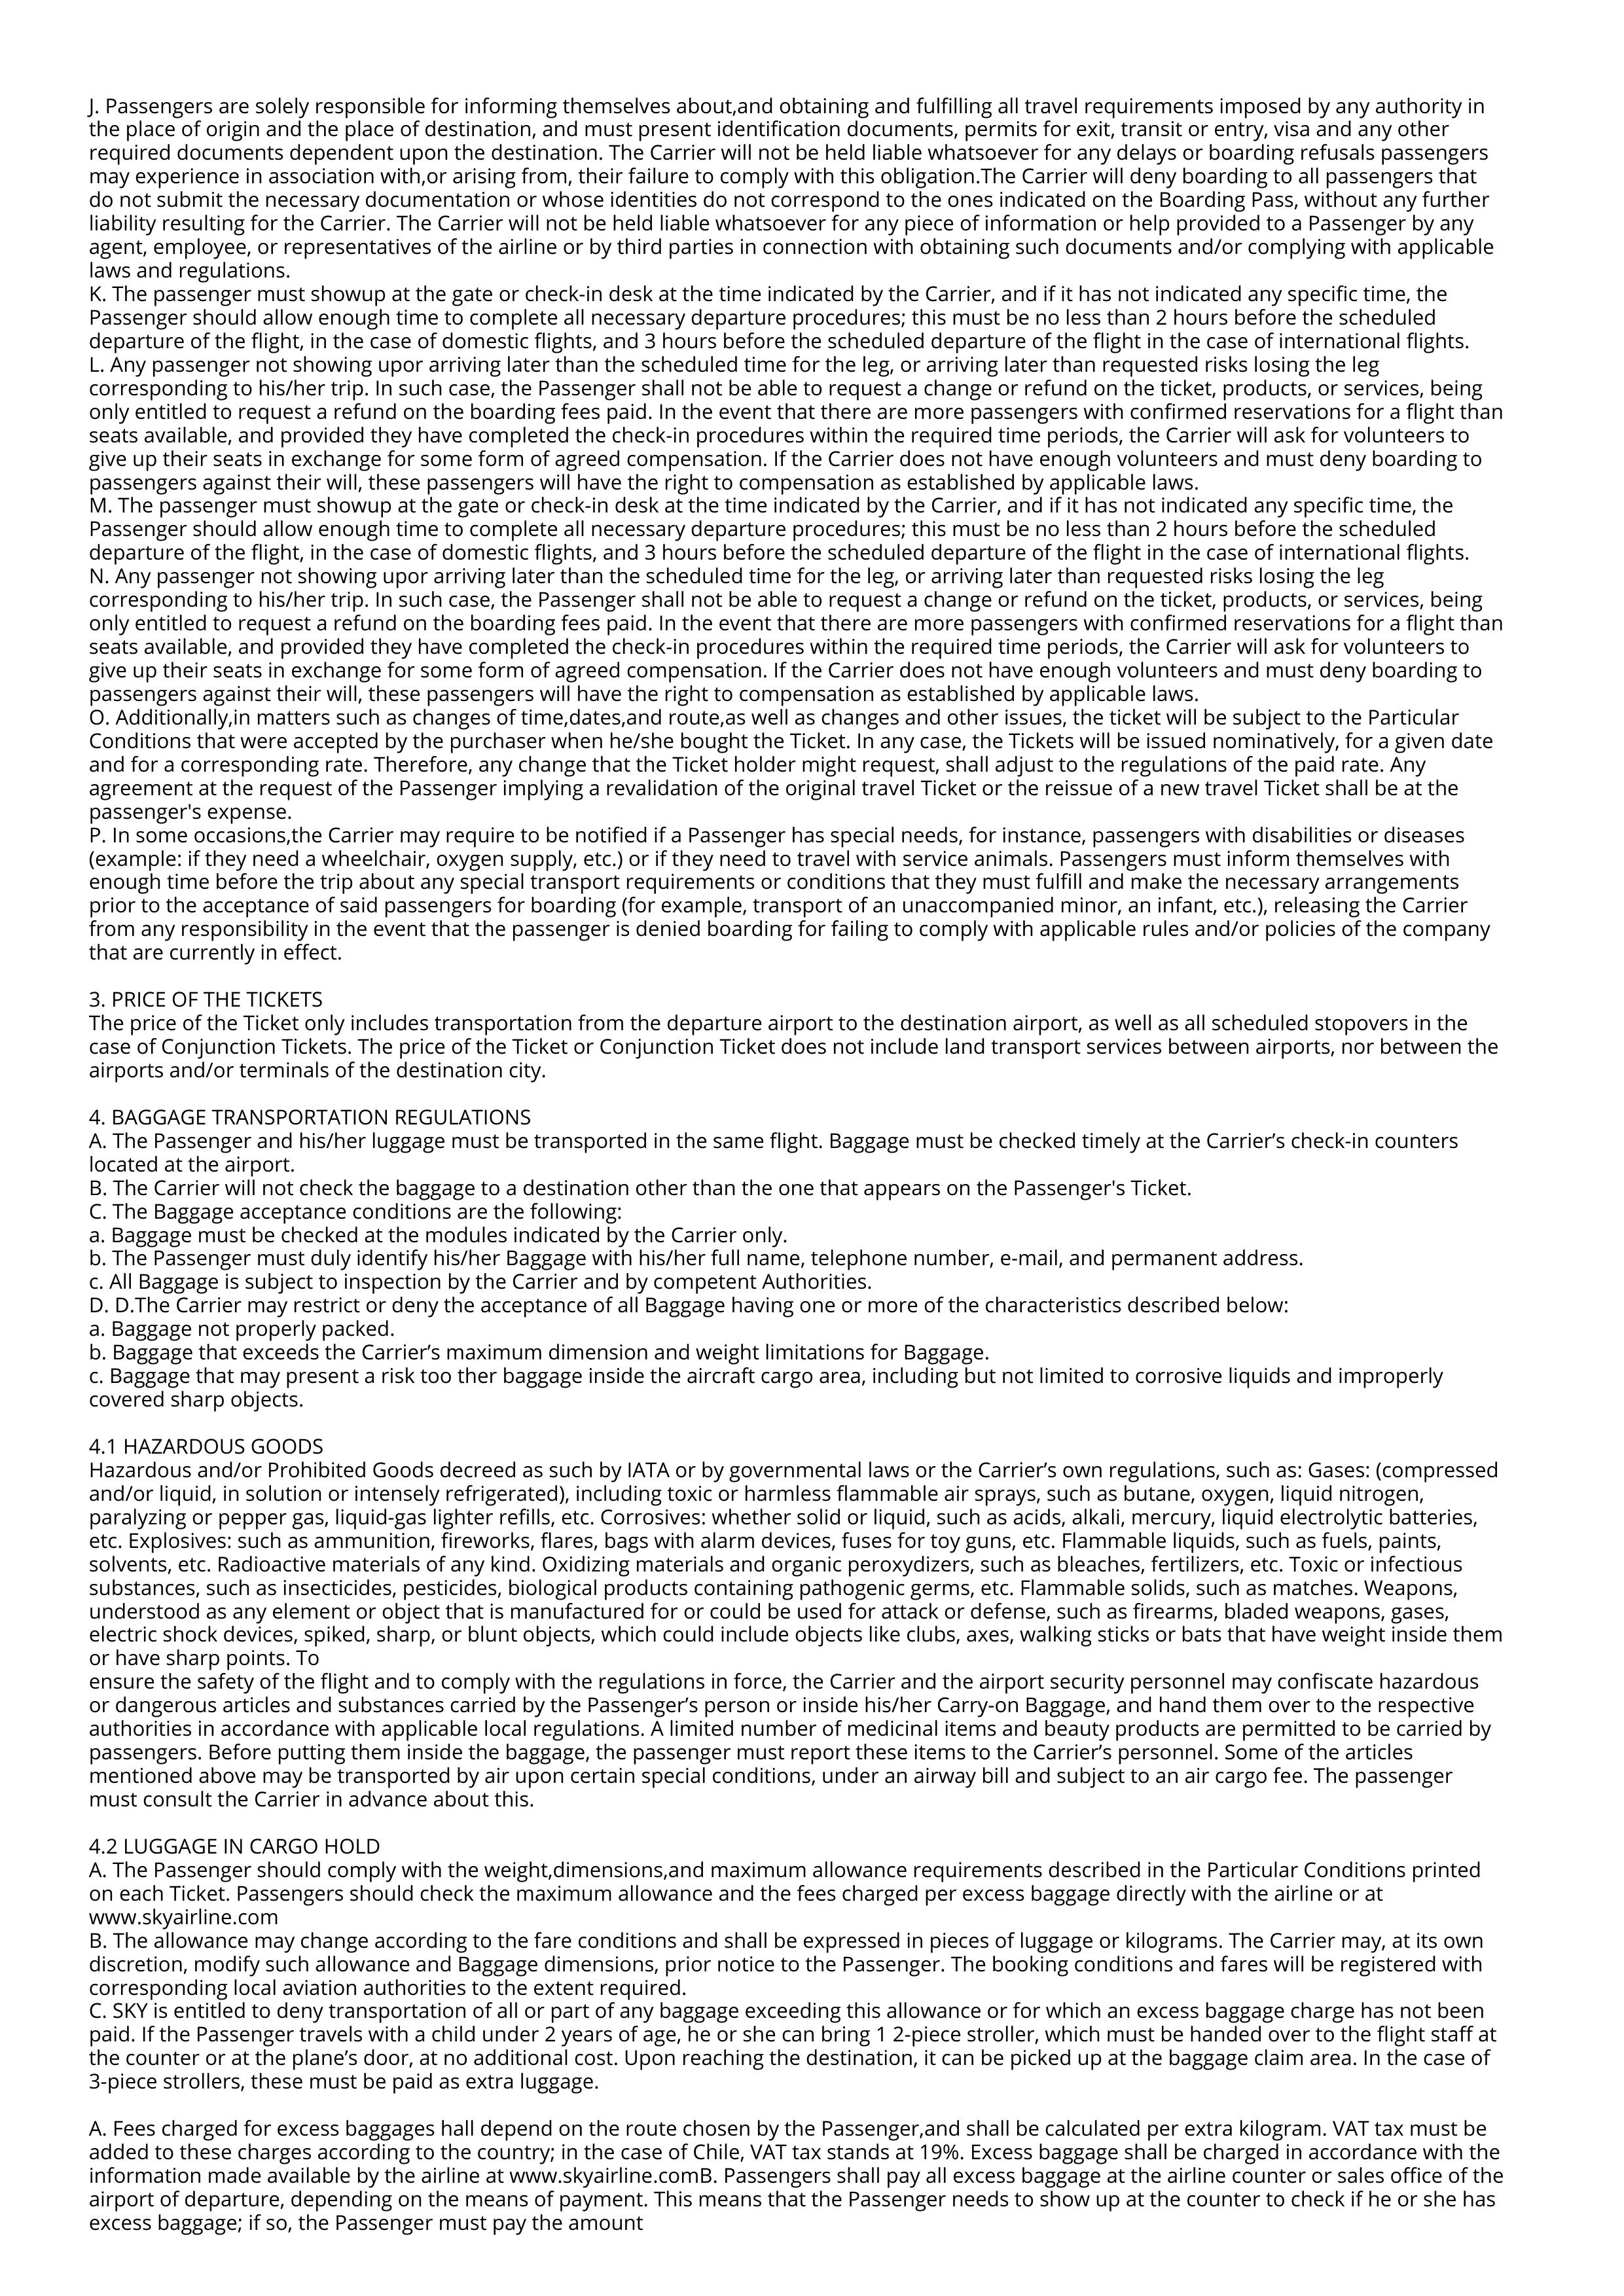 J. Passengers are solely responsible for informing themselves about,and obtaining and fulfilling all travel requirements imposed by any authority in
the place of origin and the place of destination, and must present identification documents, permits for exit, transit or entry, visa and any other
required documents dependent upon the destination. The Carrier will not be held liable whatsoever for any delays or boarding refusals passengers
may experience in association with,or arising from, their failure to comply with this obligation.The Carrier will deny boarding to all passengers that
do not submit the necessary documentation or whose identities do not correspond to the ones indicated on the Boarding Pass, without any further
liability resulting for the Carrier. The Carrier will not be held liable whatsoever for any piece of information or help provided to a Passenger by any
agent, employee, or representatives of the airline or by third parties in connection with obtaining such documents and/or complying with applicable
laws and regulations.
K. The passenger must showup at the gate or check-in desk at the time indicated by the Carrier, and if it has not indicated any specific time, the
Passenger should allow enough time to complete all necessary departure procedures; this must be no less than 2 hours before the scheduled
departure of the flight, in the case of domestic flights, and 3 hours before the scheduled departure of the flight in the case of international flights.
L. Any passenger not showing upor arriving later than the scheduled time for the leg, or arriving later than requested risks losing the leg
corresponding to his/her trip. In such case, the Passenger shall not be able to request a change or refund on the ticket, products, or services, being
only entitled to request a refund on the boarding fees paid. In the event that there are more passengers with confirmed reservations for a flight than
seats available, and provided they have completed the check-in procedures within the required time periods, the Carrier will ask for volunteers to
give up their seats in exchange for some form of agreed compensation. If the Carrier does not have enough volunteers and must deny boarding to
passengers against their will, these passengers will have the right to compensation as established by applicable laws.
M. The passenger must showup at the gate or check-in desk at the time indicated by the Carrier, and if it has not indicated any specific time, the
Passenger should allow enough time to complete all necessary departure procedures; this must be no less than 2 hours before the scheduled
departure of the flight, in the case of domestic flights, and 3 hours before the scheduled departure of the flight in the case of international flights.
N. Any passenger not showing upor arriving later than the scheduled time for the leg, or arriving later than requested risks losing the leg
corresponding to his/her trip. In such case, the Passenger shall not be able to request a change or refund on the ticket, products, or services, being
only entitled to request a refund on the boarding fees paid. In the event that there are more passengers with confirmed reservations for a flight than
seats available, and provided they have completed the check-in procedures within the required time periods, the Carrier will ask for volunteers to
give up their seats in exchange for some form of agreed compensation. If the Carrier does not have enough volunteers and must deny boarding to
passengers against their will, these passengers will have the right to compensation as established by applicable laws.
O. Additionally,in matters such as changes of time,dates,and route,as well as changes and other issues, the ticket will be subject to the Particular
Conditions that were accepted by the purchaser when he/she bought the Ticket. In any case, the Tickets will be issued nominatively, for a given date
and for a corresponding rate. Therefore, any change that the Ticket holder might request, shall adjust to the regulations of the paid rate. Any
agreement at the request of the Passenger implying a revalidation of the original travel Ticket or the reissue of a new travel Ticket shall be at the
passenger's expense.
P. In some occasions,the Carrier may require to be notified if a Passenger has special needs, for instance, passengers with disabilities or diseases
(example: if they need a wheelchair, oxygen supply, etc.) or if they need to travel with service animals. Passengers must inform themselves with
enough time before the trip about any special transport requirements or conditions that they must fulfill and make the necessary arrangements
prior to the acceptance of said passengers for boarding (for example, transport of an unaccompanied minor, an infant, etc.), releasing the Carrier
from any responsibility in the event that the passenger is denied boarding for failing to comply with applicable rules and/or policies of the company
that are currently in effect.
3. PRICE OF THE TICKETS
The price of the Ticket only includes transportation from the departure airport to the destination airport, as well as all scheduled stopovers in the
case of Conjunction Tickets. The price of the Ticket or Conjunction Ticket does not include land transport services between airports, nor between the
airports and/or terminals of the destination city.
4. BAGGAGE TRANSPORTATION REGULATIONS
A. The Passenger and his/her luggage must be transported in the same flight. Baggage must be checked timely at the Carrier’s check-in counters
located at the airport.
B. The Carrier will not check the baggage to a destination other than the one that appears on the Passenger's Ticket.
C. The Baggage acceptance conditions are the following:
a. Baggage must be checked at the modules indicated by the Carrier only.
b. The Passenger must duly identify his/her Baggage with his/her full name, telephone number, e-mail, and permanent address.
c. All Baggage is subject to inspection by the Carrier and by competent Authorities.
D. D.The Carrier may restrict or deny the acceptance of all Baggage having one or more of the characteristics described below:
a. Baggage not properly packed.
b. Baggage that exceeds the Carrier’s maximum dimension and weight limitations for Baggage.
c. Baggage that may present a risk too ther baggage inside the aircraft cargo area, including but not limited to corrosive liquids and improperly
covered sharp objects.
4.1 HAZARDOUS GOODS
Hazardous and/or Prohibited Goods decreed as such by IATA or by governmental laws or the Carrier’s own regulations, such as: Gases: (compressed
and/or liquid, in solution or intensely refrigerated), including toxic or harmless flammable air sprays, such as butane, oxygen, liquid nitrogen,
paralyzing or pepper gas, liquid-gas lighter refills, etc. Corrosives: whether solid or liquid, such as acids, alkali, mercury, liquid electrolytic batteries,
etc. Explosives: such as ammunition, fireworks, flares, bags with alarm devices, fuses for toy guns, etc. Flammable liquids, such as fuels, paints,
solvents, etc. Radioactive materials of any kind. Oxidizing materials and organic peroxydizers, such as bleaches, fertilizers, etc. Toxic or infectious
substances, such as insecticides, pesticides, biological products containing pathogenic germs, etc. Flammable solids, such as matches. Weapons,
understood as any element or object that is manufactured for or could be used for attack or defense, such as firearms, bladed weapons, gases,
electric shock devices, spiked, sharp, or blunt objects, which could include objects like clubs, axes, walking sticks or bats that have weight inside them
or have sharp points. To
ensure the safety of the flight and to comply with the regulations in force, the Carrier and the airport security personnel may confiscate hazardous
or dangerous articles and substances carried by the Passenger’s person or inside his/her Carry-on Baggage, and hand them over to the respective
authorities in accordance with applicable local regulations. A limited number of medicinal items and beauty products are permitted to be carried by
passengers. Before putting them inside the baggage, the passenger must report these items to the Carrier’s personnel. Some of the articles
mentioned above may be transported by air upon certain special conditions, under an airway bill and subject to an air cargo fee. The passenger
must consult the Carrier in advance about this.
4.2 LUGGAGE IN CARGO HOLD
A. The Passenger should comply with the weight,dimensions,and maximum allowance requirements described in the Particular Conditions printed
on each Ticket. Passengers should check the maximum allowance and the fees charged per excess baggage directly with the airline or at
www.skyairline.com
B. The allowance may change according to the fare conditions and shall be expressed in pieces of luggage or kilograms. The Carrier may, at its own
discretion, modify such allowance and Baggage dimensions, prior notice to the Passenger. The booking conditions and fares will be registered with
corresponding local aviation authorities to the extent required.
C. SKY is entitled to deny transportation of all or part of any baggage exceeding this allowance or for which an excess baggage charge has not been
paid. If the Passenger travels with a child under 2 years of age, he or she can bring 1 2-piece stroller, which must be handed over to the flight staff at
the counter or at the plane’s door, at no additional cost. Upon reaching the destination, it can be picked up at the baggage claim area. In the case of
3-piece strollers, these must be paid as extra luggage.
A. Fees charged for excess baggages hall depend on the route chosen by the Passenger,and shall be calculated per extra kilogram. VAT tax must be
added to these charges according to the country; in the case of Chile, VAT tax stands at 19%. Excess baggage shall be charged in accordance with the
information made available by the airline at www.skyairline.comB. Passengers shall pay all excess baggage at the airline counter or sales office of the
airport of departure, depending on the means of payment. This means that the Passenger needs to show up at the counter to check if he or she has
excess baggage; if so, the Passenger must pay the amount